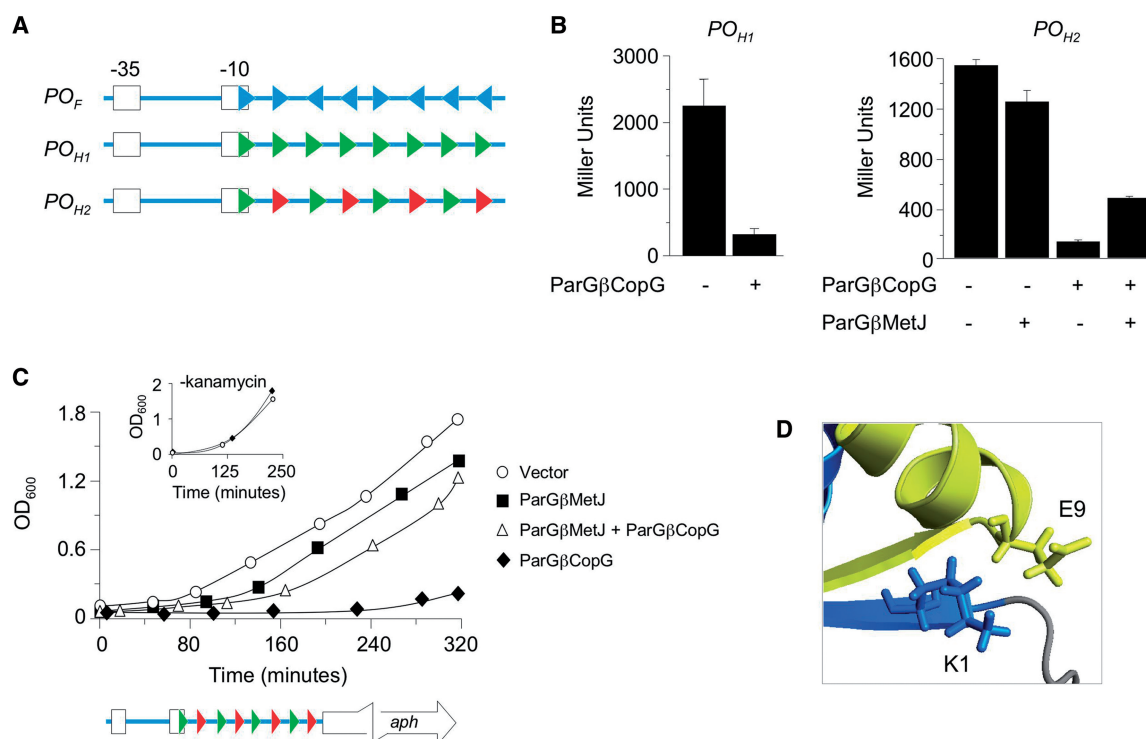 A
-35 -10
PO_F
PO_H1
PO_H2
B
PO_H1
3000
2000
1000
0
Miller Units
ParGβCopG - +
PO_H2
1600
1200
800
400
0
Miller Units
ParGβCopG - - + +
ParGβMetJ - + - +
C
-kanamycin
2
1
0
OD600
0 125 250
Time (minutes)
1.8
1.2
0.6
0
OD600
0 80 160 240 320
Time (minutes)
Vector
ParGβMetJ
ParGβMetJ + ParGβCopG
ParGβCopG
aph
D
E9
K1